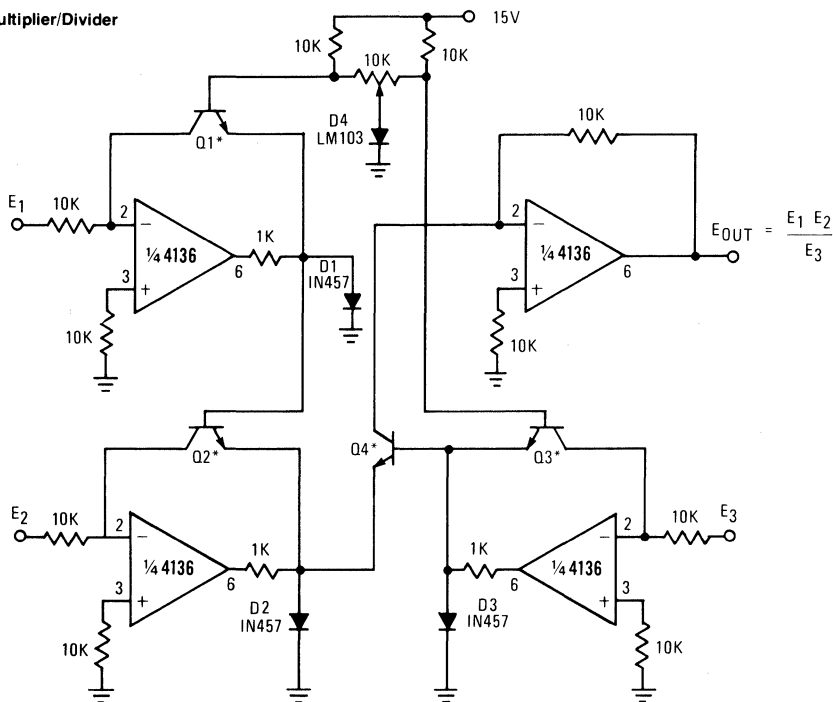 ultiplier/Divider
15V
10K
10K
10K
D4
LM103
Q1*
10K
E1
10K
2
−
¼ 4136
3
+
6
1K
D1
IN457
10K
2
−
¼ 4136
3
+
6
10K
EOUT = E1 E2
E3
Q2*
Q4*
Q3*
E2
10K
2
−
¼ 4136
3
+
6
1K
D2
IN457
10K
1K
D3
IN457
6
¼ 4136
2
−
3
+
10K
E3
10K